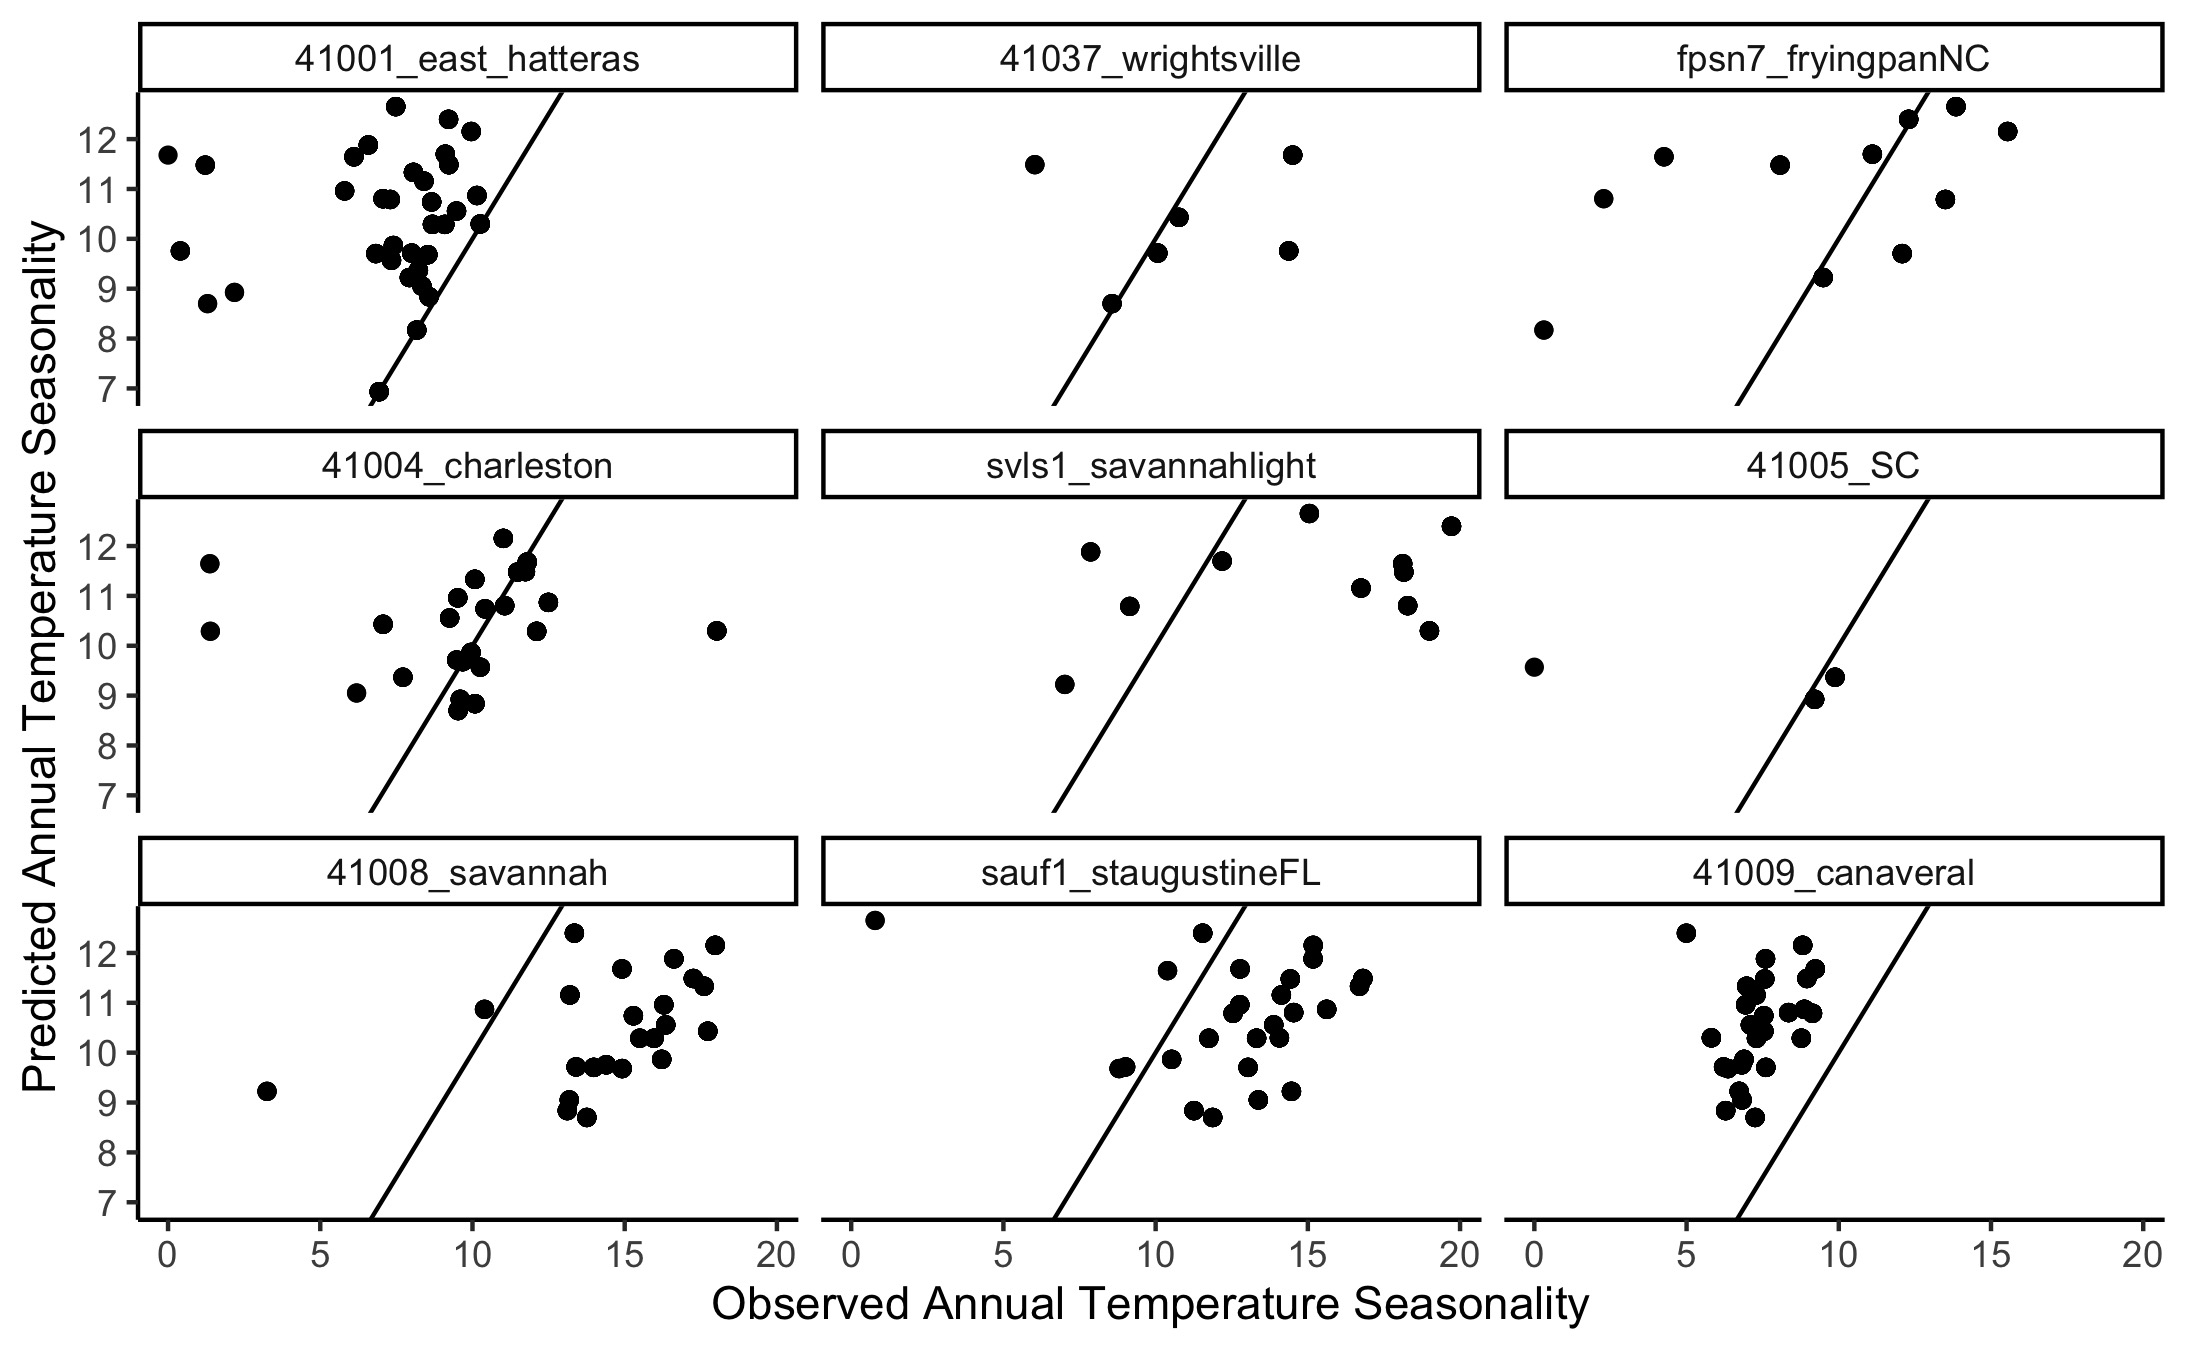 41001_east_hatteras
41037_wrightsville
fpsn7_fryingpanNC
12
11
10
9
8
7
41004_charleston
svls1_savannahlight
41005_SC
12
11
10
9
8
7
41008_savannah
sauf1_staugustineFL
41009_canaveral
12
11
10
9
8
7
0 5 10 15 20
0 5 10 15 20
0 5 10 15 20
Observed Annual Temperature Seasonality
Predicted Annual Temperature Seasonality